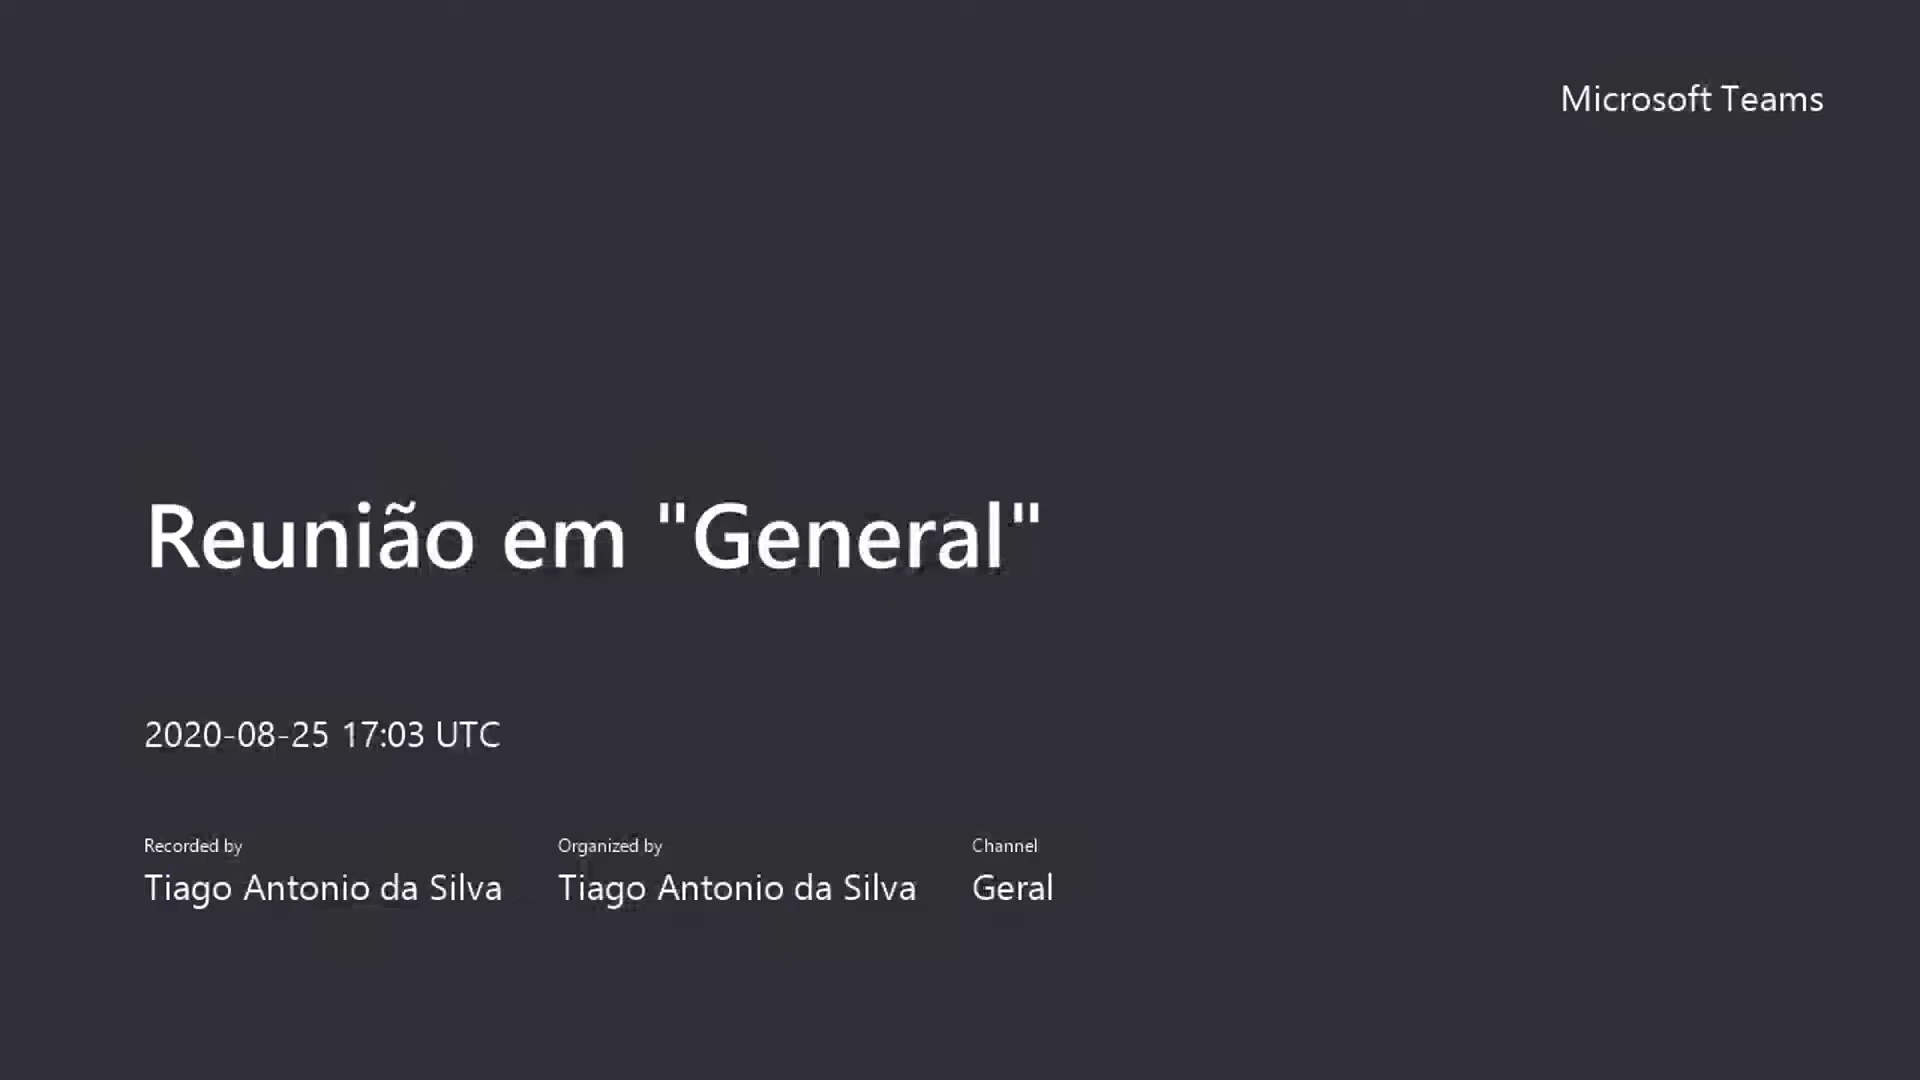 Microsoft Teams
Reunião em "General"
2020-08-25 17:03 UTC
Recorded by
Tiago Antonio da Silva
Organized by
Tiago Antonio da Silva
Channel
Geral